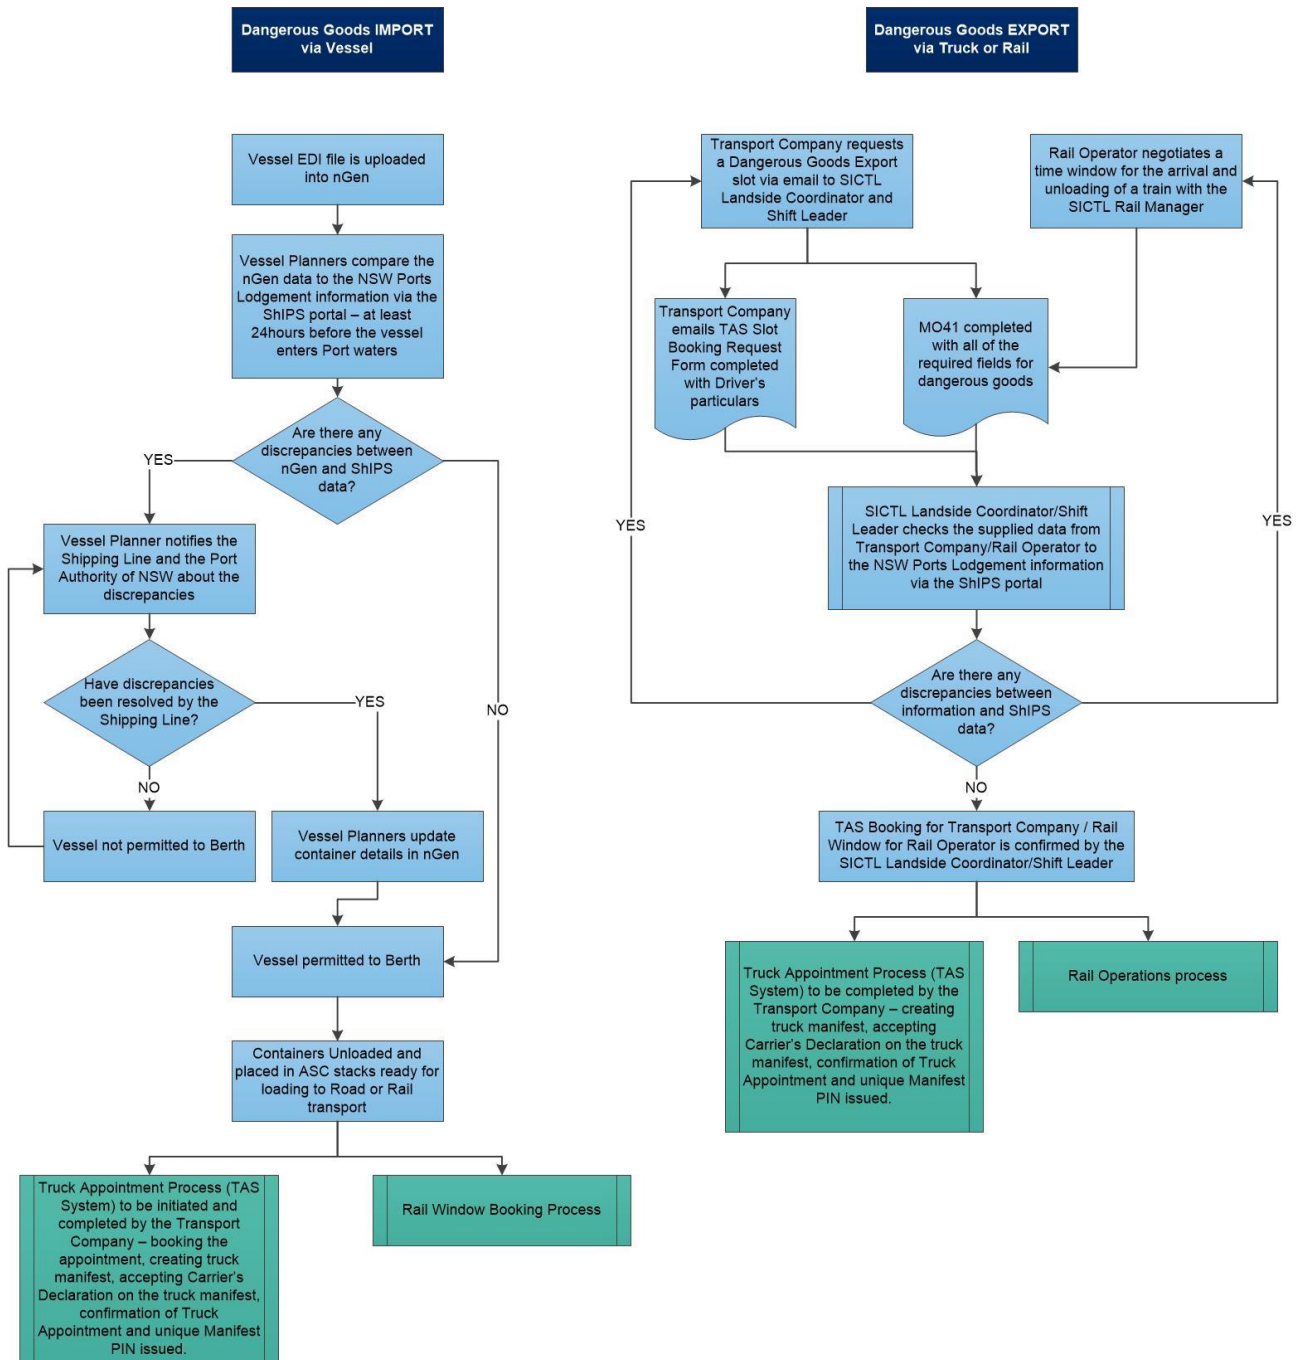 Dangerous Goods IMPORT
via Vessel
Vessel EDI file is uploaded
into nGen
Vessel Planners compare the
nGen data to the NSW Ports
Lodgement information via the
ShIPS portal – at least
24hours before the vessel
enters Port waters
Are there any
discrepancies between
nGen and ShIPS
data?
YES
NO
Vessel Planner notifies the
Shipping Line and the Port
Authority of NSW about the
discrepancies
Have discrepancies
been resolved by the
Shipping Line?
YES
NO
Vessel not permitted to Berth
Vessel Planners update
container details in nGen
Vessel permitted to Berth
Containers Unloaded and
placed in ASC stacks ready for
loading to Road or Rail
transport
Truck Appointment Process (TAS
System) to be initiated and
completed by the Transport
Company – booking the
appointment, creating truck
manifest, accepting Carrier's
Declaration on the truck manifest,
confirmation of Truck
Appointment and unique Manifest
PIN issued.
Rail Window Booking Process
Dangerous Goods EXPORT
via Truck or Rail
Transport Company requests
a Dangerous Goods Export
slot via email to SICTL
Landside Coordinator and
Shift Leader
Rail Operator negotiates a
time window for the arrival and
unloading of a train with the
SICTL Rail Manager
Transport Company
emails TAS Slot
Booking Request
Form completed
with Driver's
particulars
MO41 completed
with all of the
required fields for
dangerous goods
SICTL Landside Coordinator/Shift
Leader checks the supplied data from
Transport Company/Rail Operator to
the NSW Ports Lodgement information
via the ShIPS portal
YES
YES
Are there any
discrepancies between
information and ShIPS
data?
NO
TAS Booking for Transport Company / Rail
Window for Rail Operator is confirmed by the
SICTL Landside Coordinator/Shift Leader
Truck Appointment Process (TAS
System) to be completed by the
Transport Company – creating
truck manifest, accepting
Carrier's Declaration on the truck
manifest, confirmation of Truck
Appointment and unique Manifest
PIN issued.
Rail Operations process